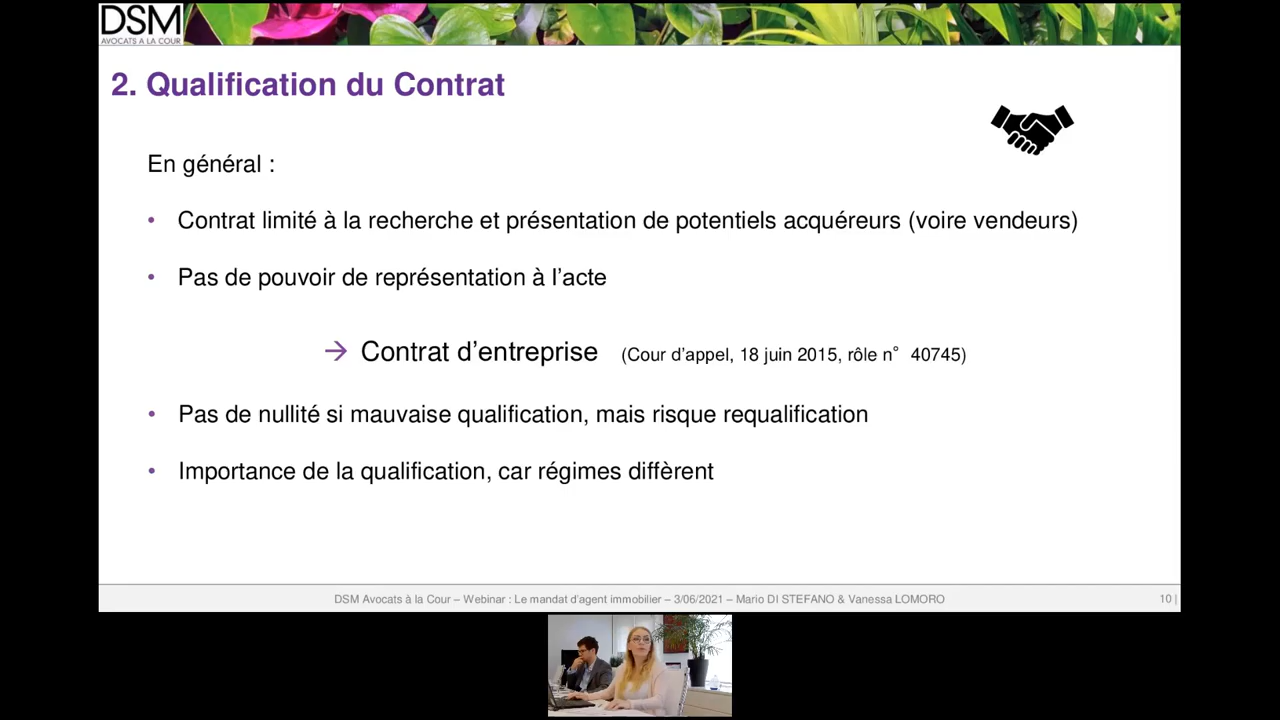 DSM
AVOCATS A LA COUR
2. Qualification du Contrat
En général :
• Contrat limité à la recherche et présentation de potentiels acquéreurs (voire vendeurs)
• Pas de pouvoir de représentation à l’acte
→ Contrat d’entreprise (Cour d’appel, 18 juin 2015, rôle n° 40745)
• Pas de nullité si mauvaise qualification, mais risque requalification
• Importance de la qualification, car régimes diffèrent
DSM Avocats à la Cour – Webinar : Le mandat d’agent immobilier – 3/06/2021 – Mario DI STEFANO & Vanessa LOMORO
10 |